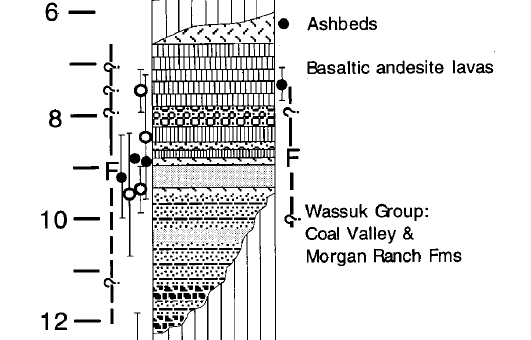 6
Ashbeds
Basaltic andesite lavas
8
F
F
10
Wassuk Group:
Coal Valley &
Morgan Ranch Fms
12